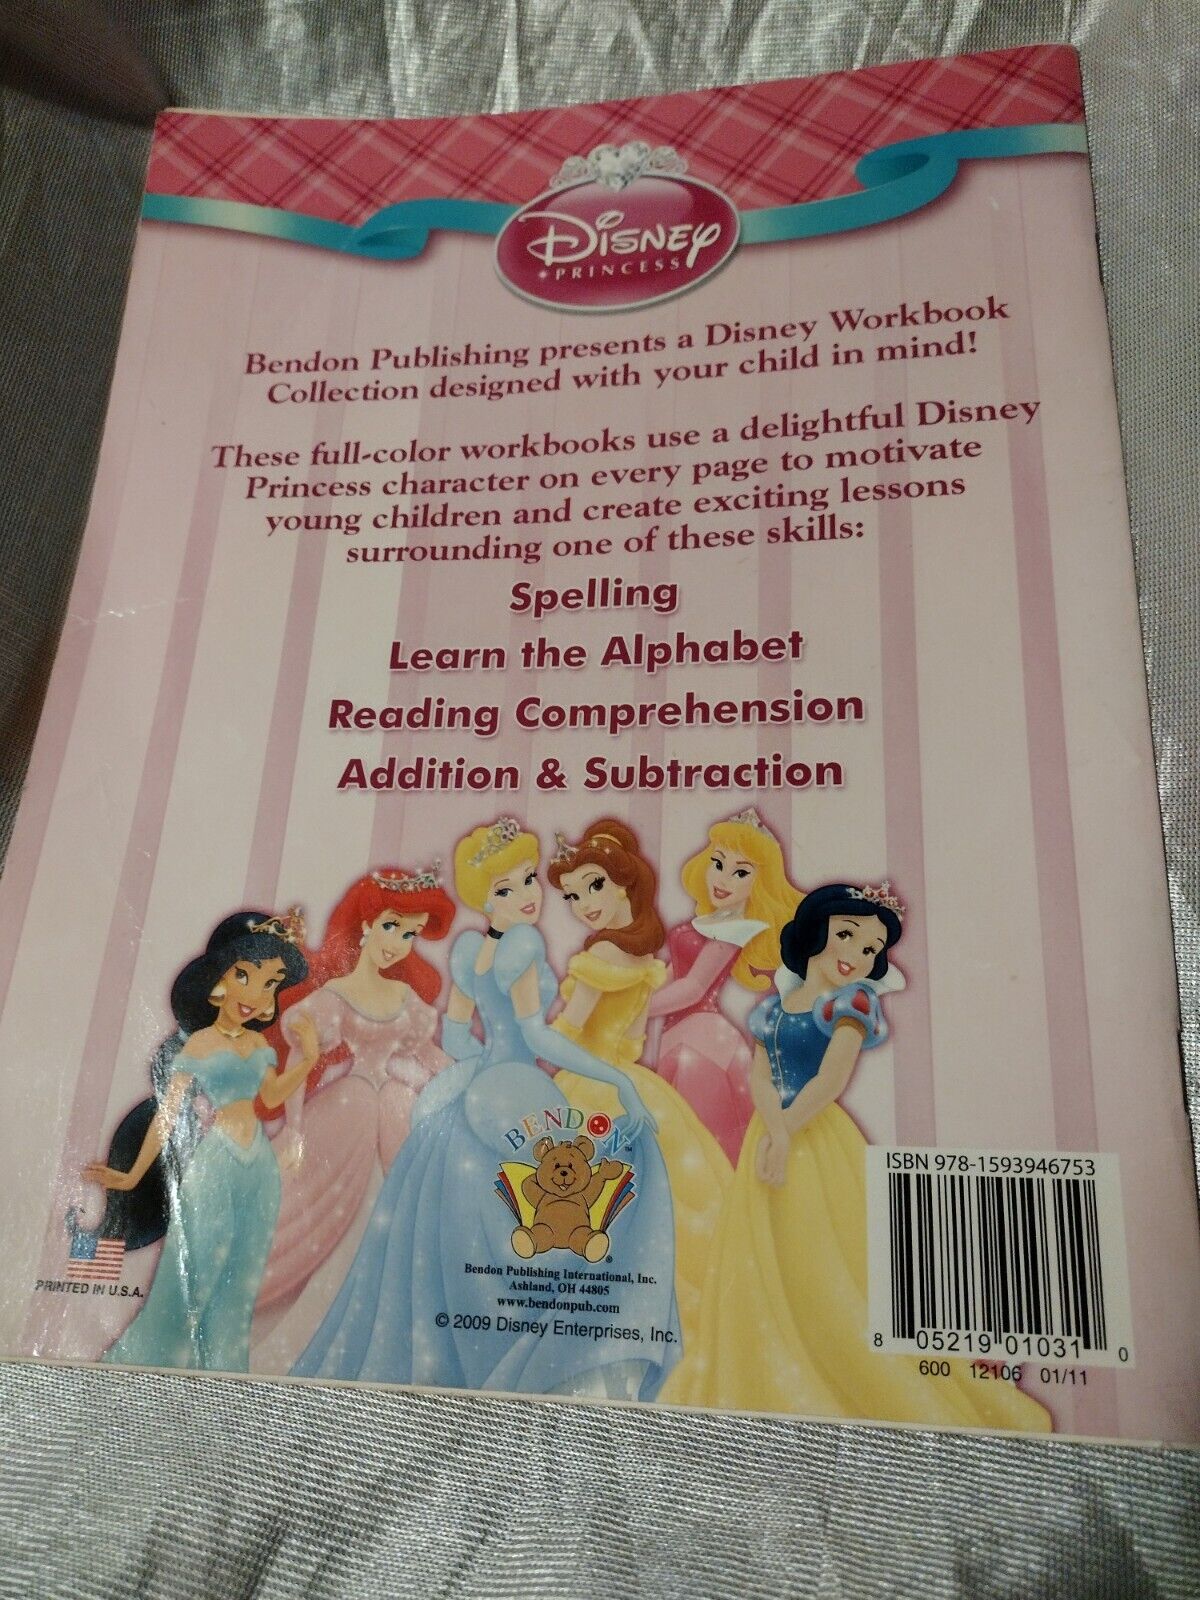 DISNEY
PRINCESS
Bendon Publishing presents a Disney Workbook
Collection designed with your child in mind!
These full-color workbooks use a delightful Disney
Princess character on every page to motivate
young children and create exciting lessons
surrounding one of these skills:
Spelling
Learn the Alphabet
Reading Comprehension
Addition & Subtraction
BENDON™
®
Bendon Publishing International, Inc.
Ashland, OH 44805
www.bendonpub.com
© 2009 Disney Enterprises, Inc.
PRINTED IN U.S.A.
ISBN 978-1593946753
8 05219 01031 0
600 12106 01/11